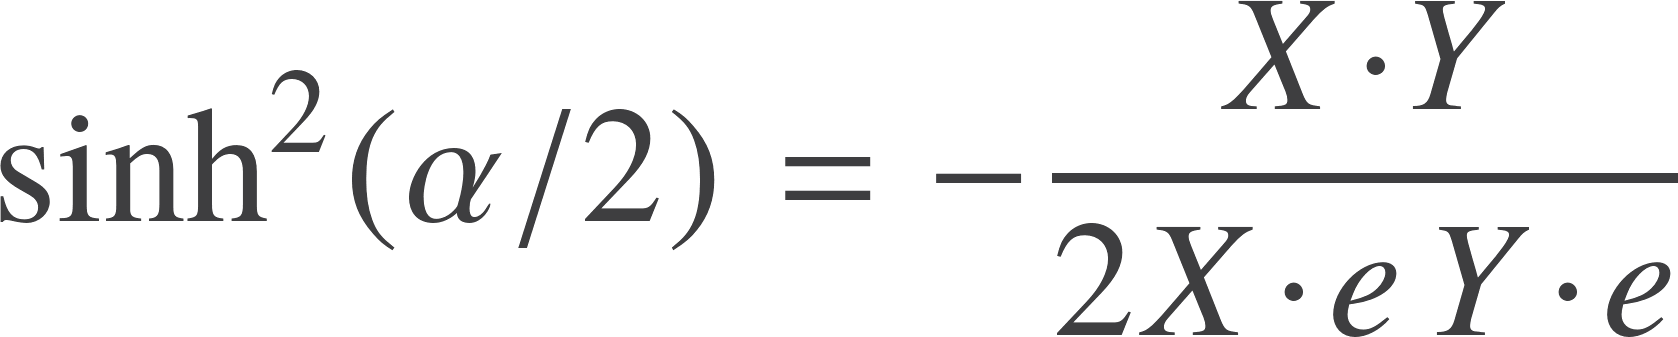 sinh²(α/2) = −X·Y / 2X·e Y·e